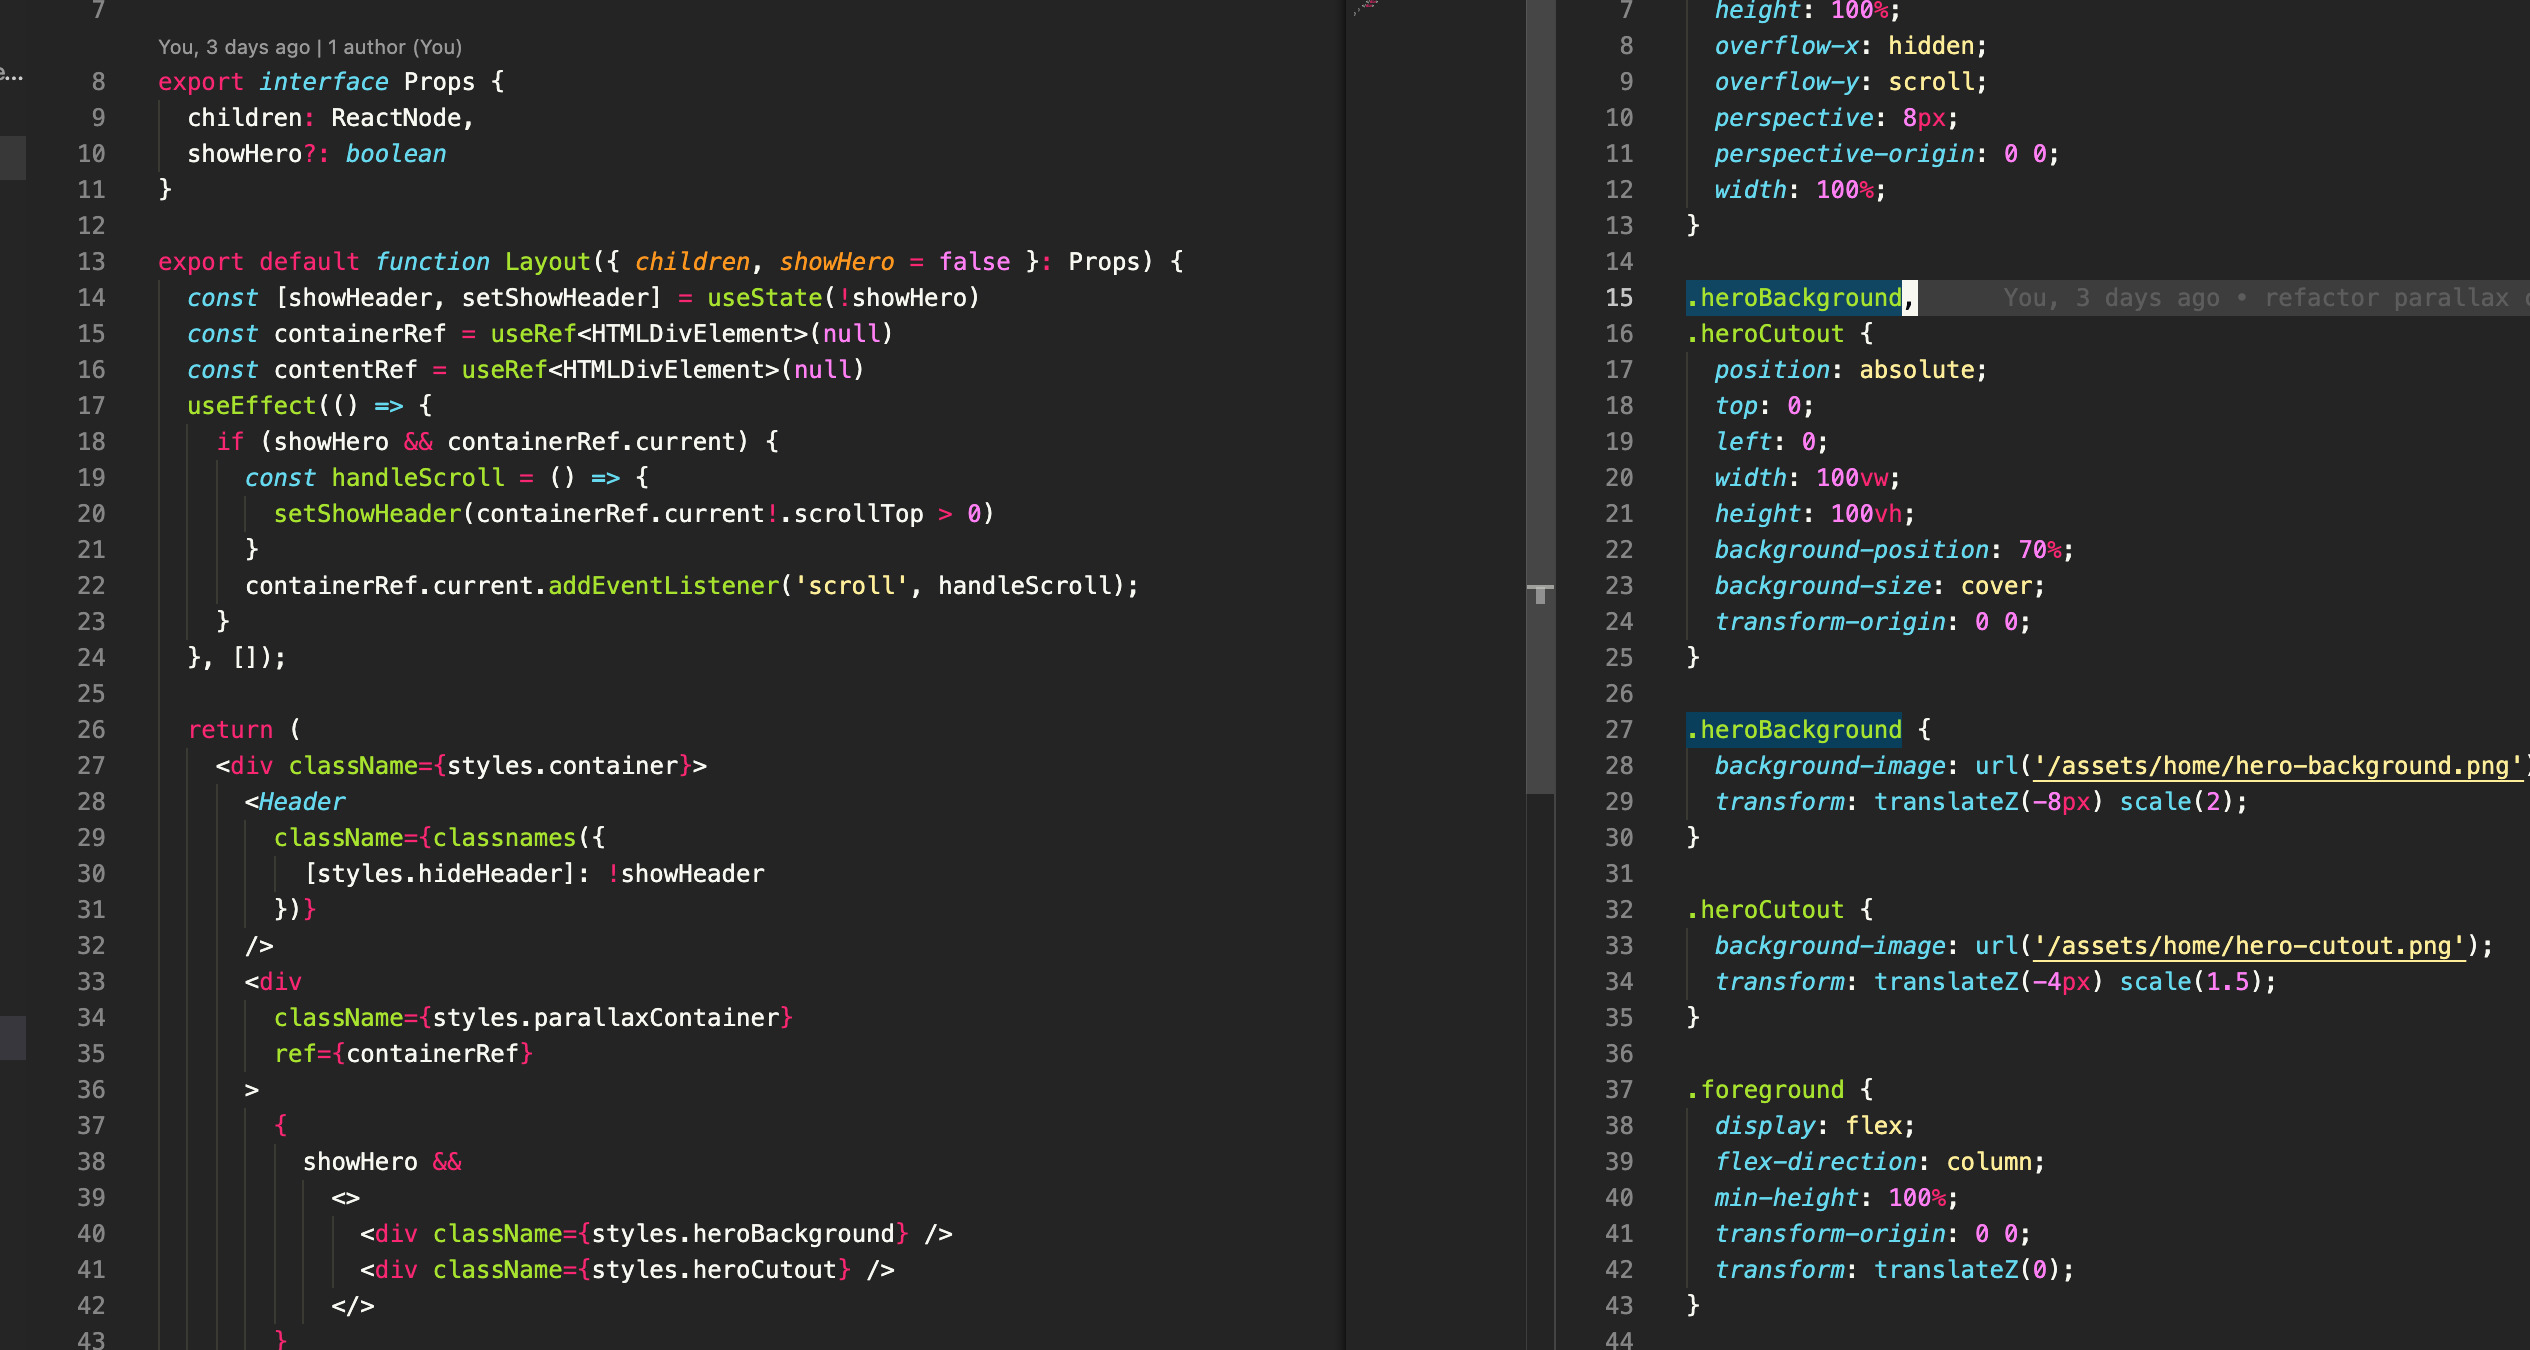 e...
7
You, 3 days ago | 1 author (You)
8 export interface Props {
9 children: ReactNode,
10 showHero?: boolean
11 }
12
13 export default function Layout({ children, showHero = false }: Props) {
14 const [showHeader, setShowHeader] = useState(!showHero)
15 const containerRef = useRef<HTMLDivElement>(null)
16 const contentRef = useRef<HTMLDivElement>(null)
17 useEffect(() => {
18 if (showHero && containerRef.current) {
19 const handleScroll = () => {
20 setShowHeader(containerRef.current!.scrollTop > 0)
21 }
22 containerRef.current.addEventListener('scroll', handleScroll);
23 }
24 }, []);
25
26 return (
27 <div className={styles.container}>
28 <Header
29 className={classnames({
30 [styles.hideHeader]: !showHeader
31 })}
32 />
33 <div
34 className={styles.parallaxContainer}
35 ref={containerRef}
36 >
37 {
38 showHero &&
39 <>
40 <div className={styles.heroBackground} />
41 <div className={styles.heroCutout} />
42 </>
43 }
7 height: 100%;
8 overflow-x: hidden;
9 overflow-y: scroll;
10 perspective: 8px;
11 perspective-origin: 0 0;
12 width: 100%;
13 }
14
15 .heroBackground, You, 3 days ago • refactor parallax
16 .heroCutout {
17 position: absolute;
18 top: 0;
19 left: 0;
20 width: 100vw;
21 height: 100vh;
22 background-position: 70%;
23 background-size: cover;
24 transform-origin: 0 0;
25 }
26
27 .heroBackground {
28 background-image: url('/assets/home/hero-background.png')
29 transform: translateZ(-8px) scale(2);
30 }
31
32 .heroCutout {
33 background-image: url('/assets/home/hero-cutout.png');
34 transform: translateZ(-4px) scale(1.5);
35 }
36
37 .foreground {
38 display: flex;
39 flex-direction: column;
40 min-height: 100%;
41 transform-origin: 0 0;
42 transform: translateZ(0);
43 }
44